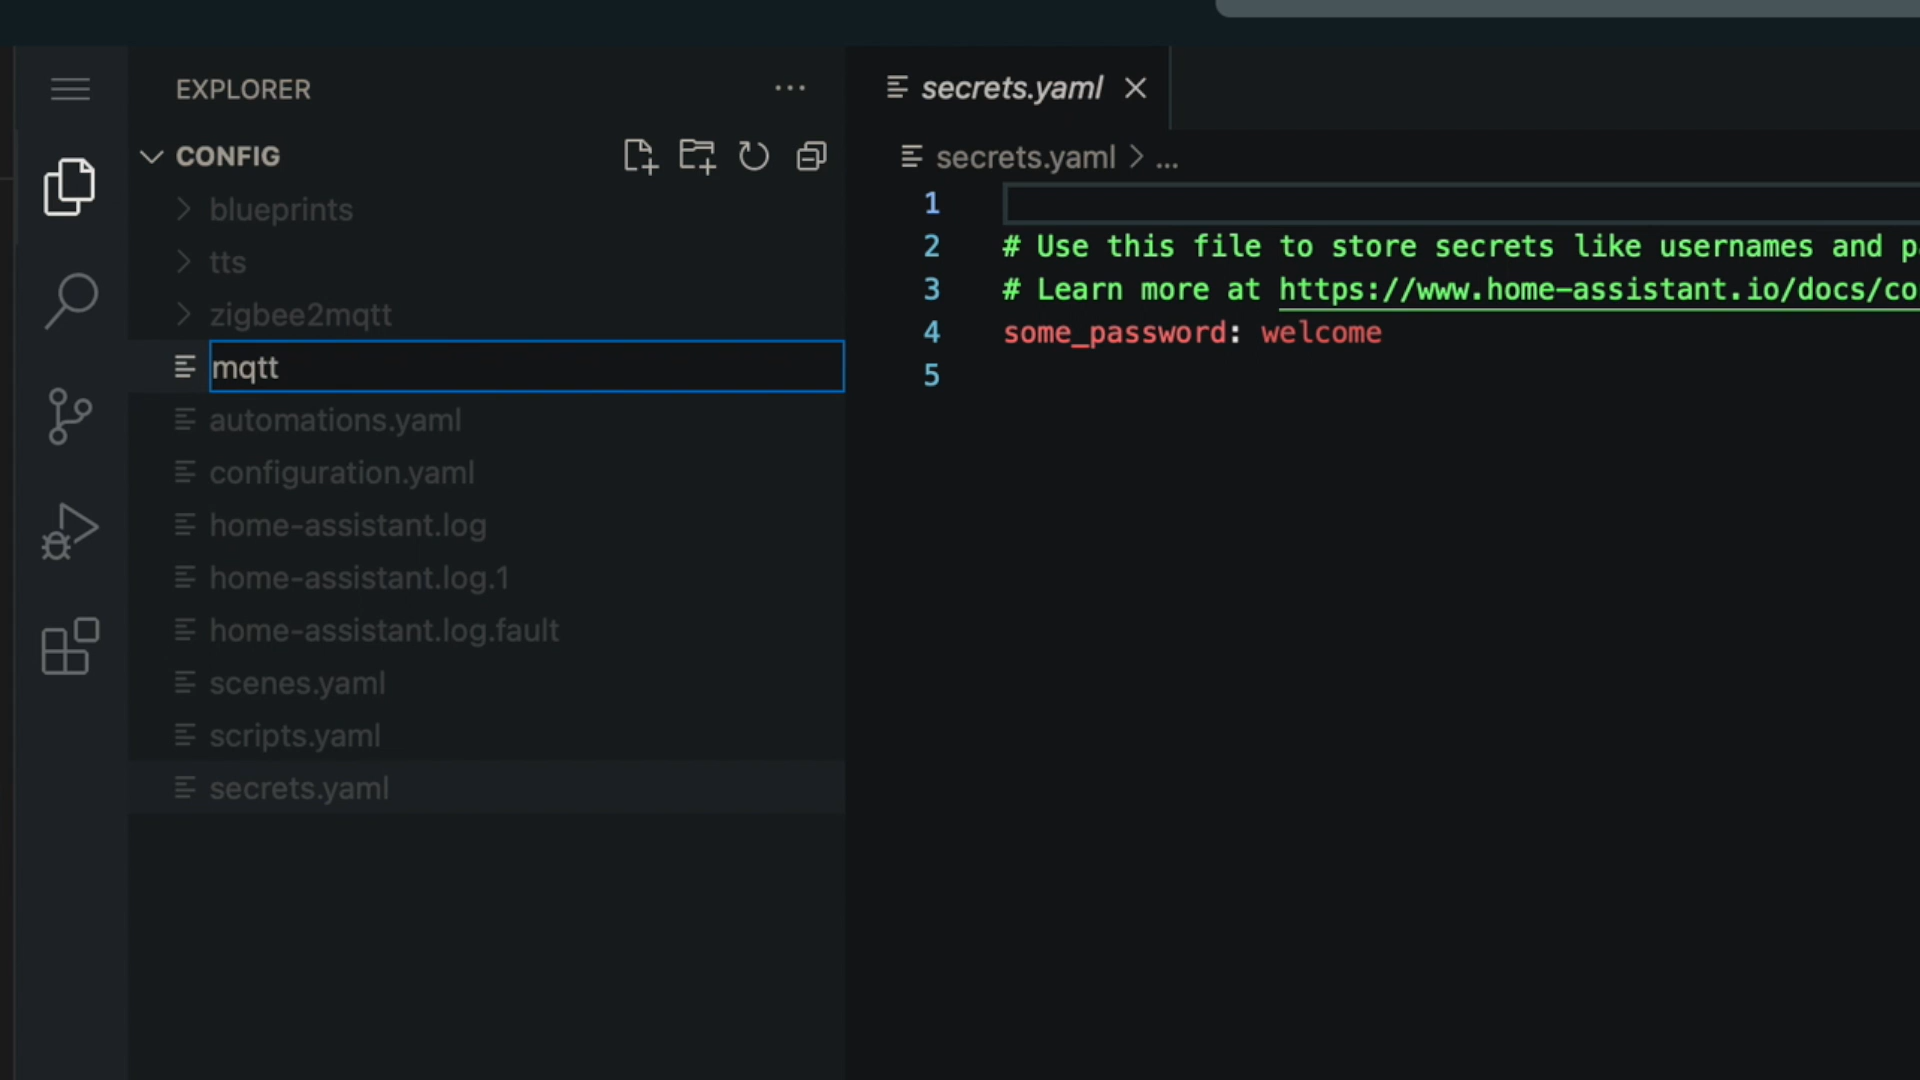 EXPLORER
CONFIG
blueprints
tts
zigbee2mqtt
mqtt
automations.yaml
configuration.yaml
home-assistant.log
home-assistant.log.1
home-assistant.log.fault
scenes.yaml
scripts.yaml
secrets.yaml
secrets.yaml
secrets.yaml > ...
1
2 # Use this file to store secrets like usernames and p
3 # Learn more at https://www.home-assistant.io/docs/co
4 some_password: welcome
5